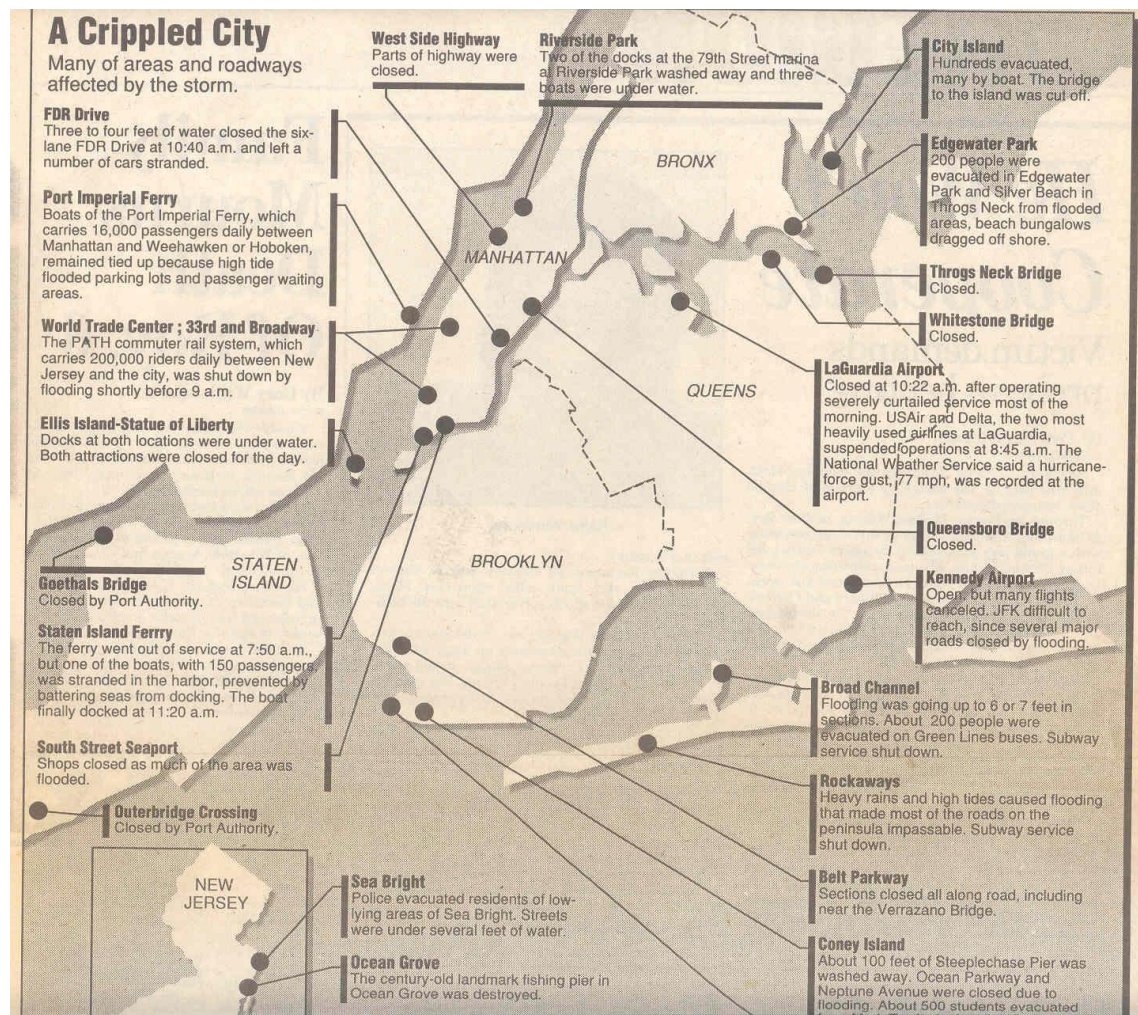 A Crippled City
Many of areas and roadways
affected by the storm.
FDR Drive
Three to four feet of water closed the six-
lane FDR Drive at 10:40 a.m. and left a
number of cars stranded.
Port Imperial Ferry
Boats of the Port Imperial Ferry, which
carries 16,000 passengers daily between
Manhattan and Weehawken or Hoboken,
remained tied up because high tide
flooded parking lots and passenger waiting
areas.
World Trade Center ; 33rd and Broadway
The PATH commuter rail system, which
carries 200,000 riders daily between New
Jersey and the city, was shut down by
flooding shortly before 9 a.m.
Ellis Island-Statue of Liberty
Docks at both locations were under water.
Both attractions were closed for the day.
Goethals Bridge
Closed by Port Authority.
Staten Island Ferrry
The ferry went out of service at 7:50 a.m.,
but one of the boats, with 150 passengers,
was stranded in the harbor, prevented by
battering seas from docking. The boat
finally docked at 11:20 a.m.
South Street Seaport
Shops closed as much of the area was
flooded.
Outerbridge Crossing
Closed by Port Authority.
West Side Highway
Parts of highway were
closed.
Riverside Park
Two of the docks at the 79th Street marina
at Riverside Park washed away and three
boats were under water.
BRONX
MANHATTAN
QUEENS
BROOKLYN
STATEN
ISLAND
NEW
JERSEY
Sea Bright
Police evacuated residents of low-
lying areas of Sea Bright. Streets
were under several feet of water.
Ocean Grove
The century-old landmark fishing pier in
Ocean Grove was destroyed.
City Island
Hundreds evacuated,
many by boat. The bridge
to the island was cut off.
Edgewater Park
200 people were
evacuated in Edgewater
Park and Silver Beach in
Throgs Neck from flooded
areas, beach bungalows
dragged off shore.
Throgs Neck Bridge
Closed.
Whitestone Bridge
Closed.
LaGuardia Airport
Closed at 10:22 a.m. after operating
severely curtailed service most of the
morning. USAir and Delta, the two most
heavily used airlines at LaGuardia,
suspended operations at 8:45 a.m. The
National Weather Service said a hurricane-
force gust, 77 mph, was recorded at the
airport.
Queensboro Bridge
Closed.
Kennedy Airport
Open, but many flights
canceled. JFK difficult to
reach, since several major
roads closed by flooding.
Broad Channel
Flooding was going up to 6 or 7 feet in
sections. About 200 people were
evacuated on Green Lines buses. Subway
service shut down.
Rockaways
Heavy rains and high tides caused flooding
that made most of the roads on the
peninsula impassable. Subway service
shut down.
Belt Parkway
Sections closed all along road, including
near the Verrazano Bridge.
Coney Island
About 100 feet of Steeplechase Pier was
washed away. Ocean Parkway and
Neptune Avenue were closed due to
flooding. About 500 students evacuated